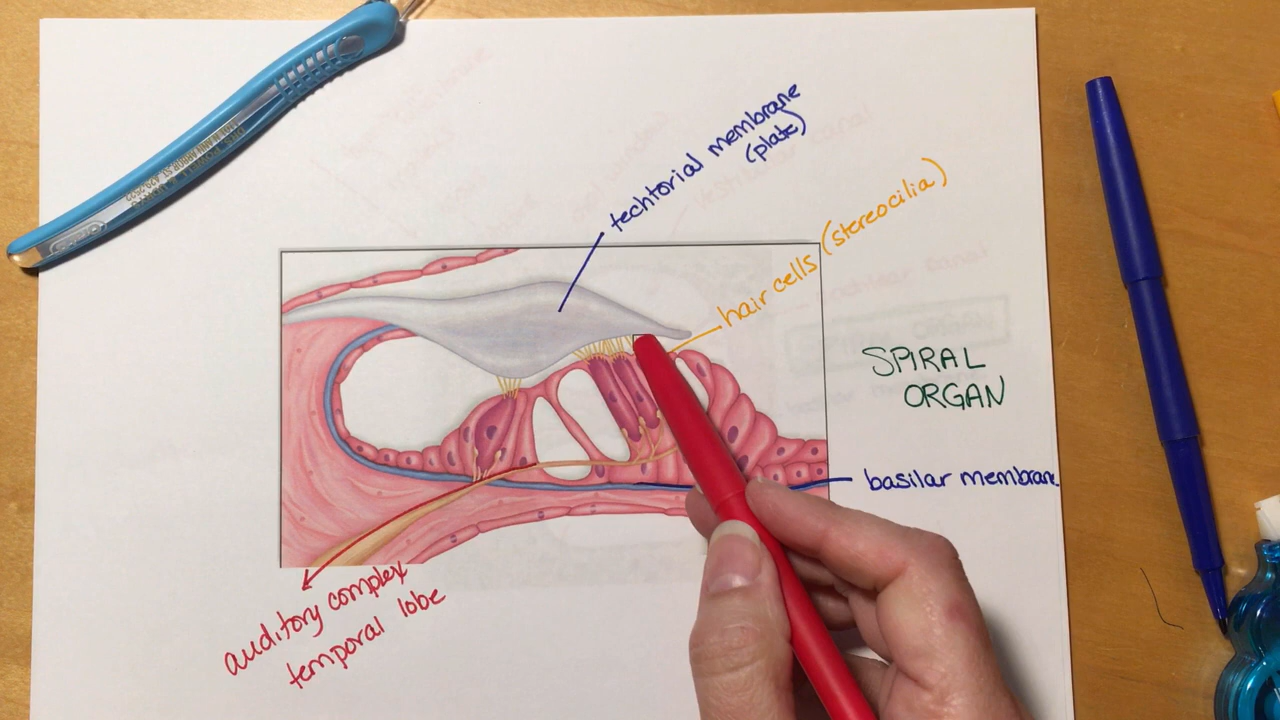 techtorial membrane
(plate)
hair cells (stereocilia)
SPIRAL
ORGAN
basilar membrane
auditory complex
temporal lobe